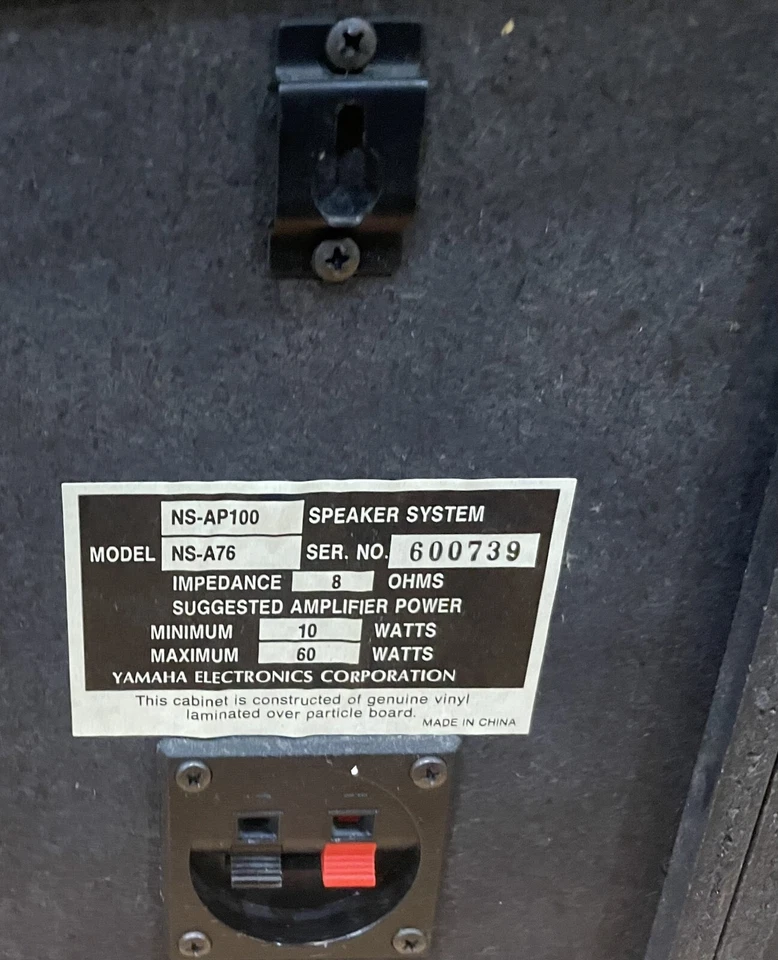 NS-AP100 SPEAKER SYSTEM
MODEL NS-A76 SER. NO. 600739
IMPEDANCE 8 OHMS
SUGGESTED AMPLIFIER POWER
MINIMUM 10 WATTS
MAXIMUM 60 WATTS
YAMAHA ELECTRONICS CORPORATION
This cabinet is constructed of genuine vinyl
laminated over particle board.
MADE IN CHINA